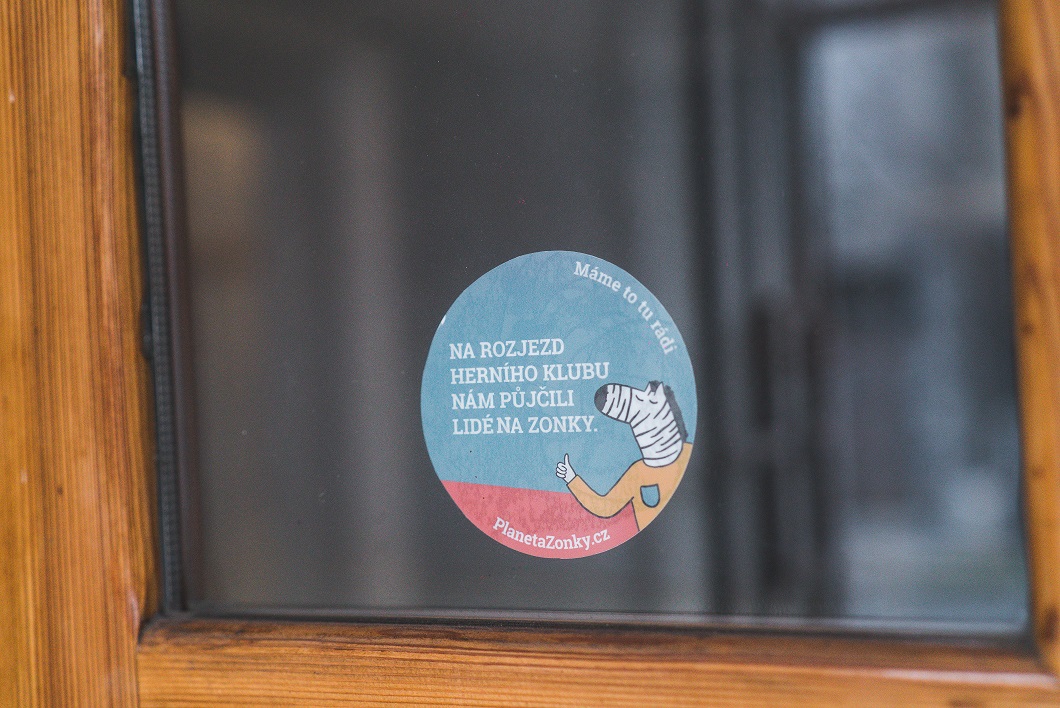 Máme to tu rádi
NA ROZJEZD
HERNÍHO KLUBU
NÁM PŮJČILI
LIDÉ NA ZONKY.
PlanetaZonky.cz